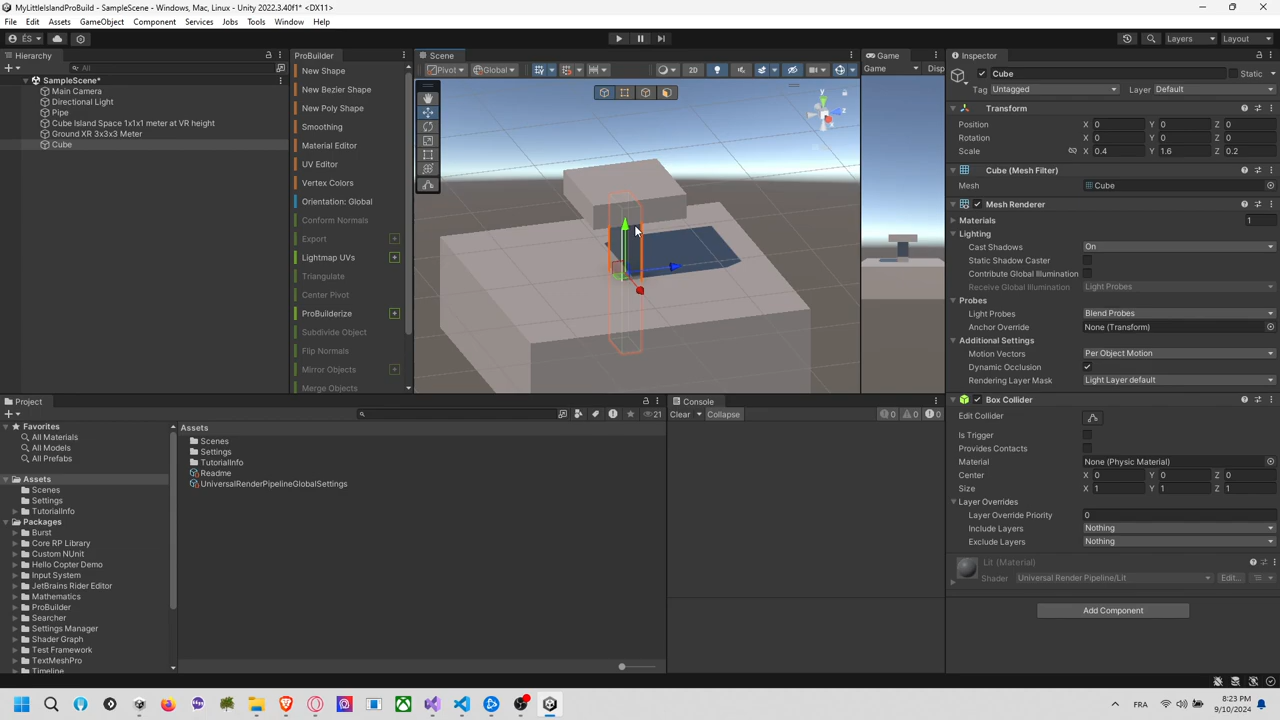 MyLittleIslandProBuild - SampleScene - Windows, Mac, Linux - Unity 2022.3.40f1* <DX11>
File Edit Assets GameObject Component Services Jobs Tools Window Help
ÉS
Layers Layout
Hierarchy
All
SampleScene*
Main Camera
Directional Light
Pipe
Cube Island Space 1x1x1 meter at VR height
Ground XR 3x3x3 Meter
Cube
ProBuilder
New Shape
New Bezier Shape
New Poly Shape
Smoothing
Material Editor
UV Editor
Vertex Colors
Orientation: Global
Conform Normals
Export
Lightmap UVs
Triangulate
Center Pivot
ProBuilderize
Subdivide Object
Flip Normals
Mirror Objects
Merge Objects
Scene
Pivot Global 2D
y
z
Game
Game Disp
Inspector
Cube Static
Tag Untagged Layer Default
Transform
Position X 0 Y 0 Z 0
Rotation X 0 Y 0 Z 0
Scale X 0.4 Y 1.6 Z 0.2
Cube (Mesh Filter)
Mesh Cube
Mesh Renderer
Materials 1
Lighting
Cast Shadows On
Static Shadow Caster
Contribute Global Illumination
Receive Global Illumination Light Probes
Probes
Light Probes Blend Probes
Anchor Override None (Transform)
Additional Settings
Motion Vectors Per Object Motion
Dynamic Occlusion
Rendering Layer Mask Light Layer default
Box Collider
Edit Collider
Is Trigger
Provides Contacts
Material None (Physic Material)
Center X 0 Y 0 Z 0
Size X 1 Y 1 Z 1
Layer Overrides
Layer Override Priority 0
Include Layers Nothing
Exclude Layers Nothing
Lit (Material)
Shader Universal Render Pipeline/Lit Edit...
Add Component
Project
21
Favorites
All Materials
All Models
All Prefabs
Assets
Scenes
Settings
TutorialInfo
Packages
Burst
Core RP Library
Custom NUnit
Hello Copter Demo
Input System
JetBrains Rider Editor
Mathematics
ProBuilder
Searcher
Settings Manager
Shader Graph
Test Framework
TextMeshPro
Timeline
Assets
Scenes
Settings
TutorialInfo
Readme
UniversalRenderPipelineGlobalSettings
Console
Clear Collapse 0 0 0
FRA
8:23 PM
9/10/2024